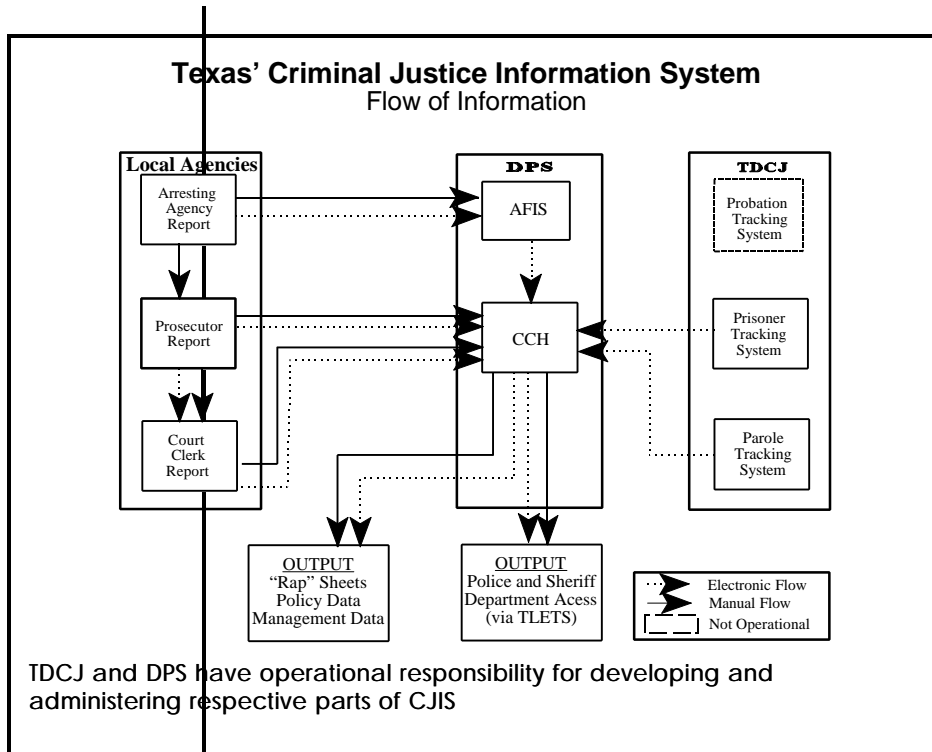 Texas' Criminal Justice Information System
Flow of Information
Local Agencies
Arresting
Agency
Report
Prosecutor
Report
Court
Clerk
Report
DPS
AFIS
CCH
TDCJ
Probation
Tracking
System
Prisoner
Tracking
System
Parole
Tracking
System
OUTPUT
“Rap” Sheets
Policy Data
Management Data
OUTPUT
Police and Sheriff
Department Acess
(via TLETS)
Electronic Flow
Manual Flow
Not Operational
TDCJ and DPS have operational responsibility for developing and
administering respective parts of CJIS